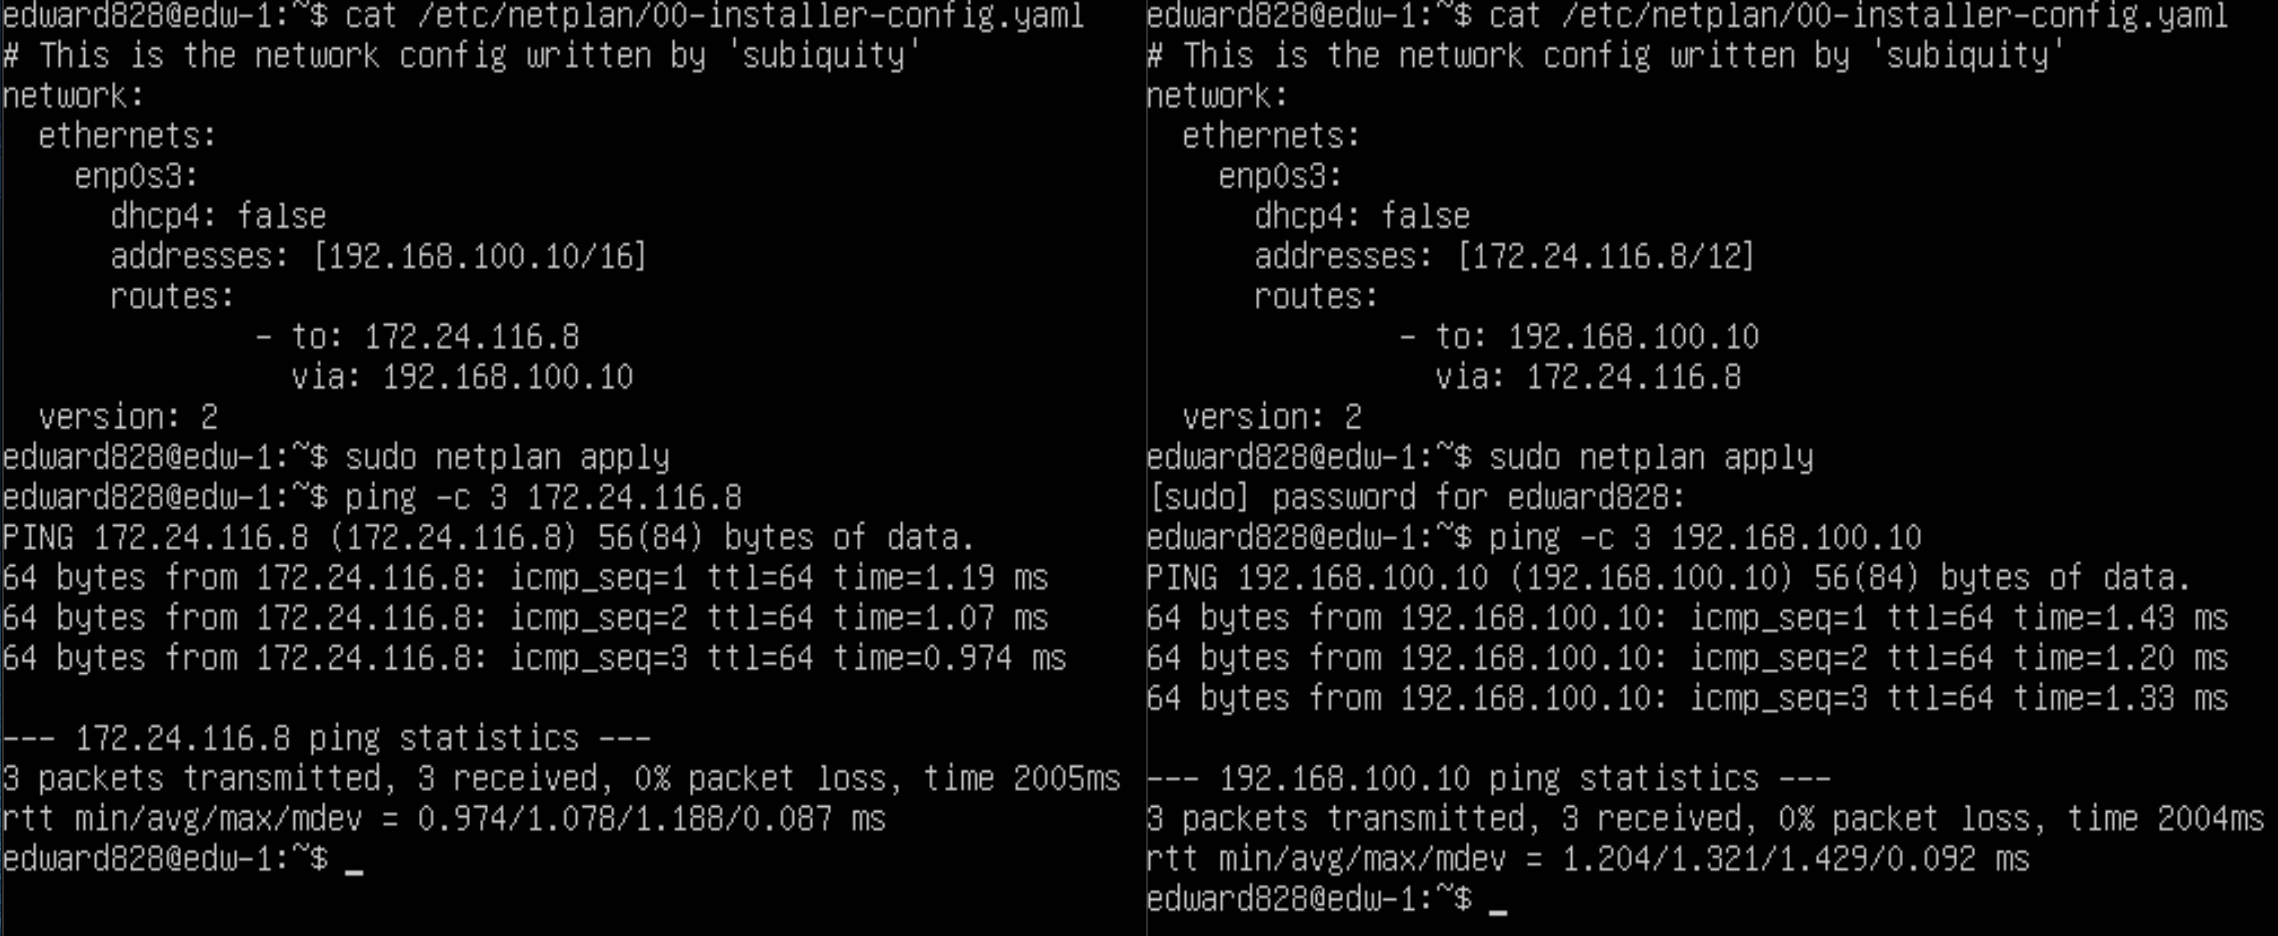 edward828@edw-1:~$ cat /etc/netplan/00-installer-config.yaml
# This is the network config written by 'subiquity'
network:
  ethernets:
    enp0s3:
      dhcp4: false
      addresses: [192.168.100.10/16]
      routes:
              - to: 172.24.116.8
                via: 192.168.100.10
  version: 2
edward828@edw-1:~$ sudo netplan apply
edward828@edw-1:~$ ping -c 3 172.24.116.8
PING 172.24.116.8 (172.24.116.8) 56(84) bytes of data.
64 bytes from 172.24.116.8: icmp_seq=1 ttl=64 time=1.19 ms
64 bytes from 172.24.116.8: icmp_seq=2 ttl=64 time=1.07 ms
64 bytes from 172.24.116.8: icmp_seq=3 ttl=64 time=0.974 ms

--- 172.24.116.8 ping statistics ---
3 packets transmitted, 3 received, 0% packet loss, time 2005ms
rtt min/avg/max/mdev = 0.974/1.078/1.188/0.087 ms
edward828@edw-1:~$ _
edward828@edw-1:~$ cat /etc/netplan/00-installer-config.yaml
# This is the network config written by 'subiquity'
network:
  ethernets:
    enp0s3:
      dhcp4: false
      addresses: [172.24.116.8/12]
      routes:
              - to: 192.168.100.10
                via: 172.24.116.8
  version: 2
edward828@edw-1:~$ sudo netplan apply
[sudo] password for edward828:
edward828@edw-1:~$ ping -c 3 192.168.100.10
PING 192.168.100.10 (192.168.100.10) 56(84) bytes of data.
64 bytes from 192.168.100.10: icmp_seq=1 ttl=64 time=1.43 ms
64 bytes from 192.168.100.10: icmp_seq=2 ttl=64 time=1.20 ms
64 bytes from 192.168.100.10: icmp_seq=3 ttl=64 time=1.33 ms

--- 192.168.100.10 ping statistics ---
3 packets transmitted, 3 received, 0% packet loss, time 2004ms
rtt min/avg/max/mdev = 1.204/1.321/1.429/0.092 ms
edward828@edw-1:~$ _